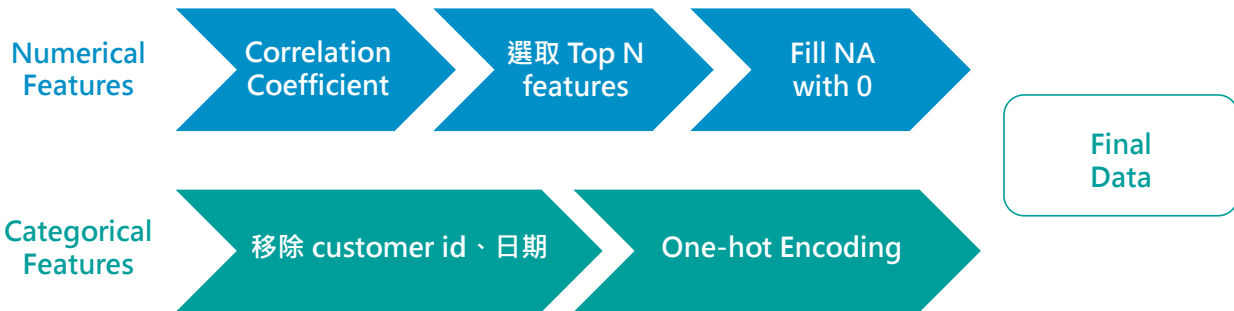 Numerical
Features
Correlation
Coefficient
選取 Top N
features
Fill NA
with 0
Final
Data
Categorical
Features
移除 customer id、日期
One-hot Encoding